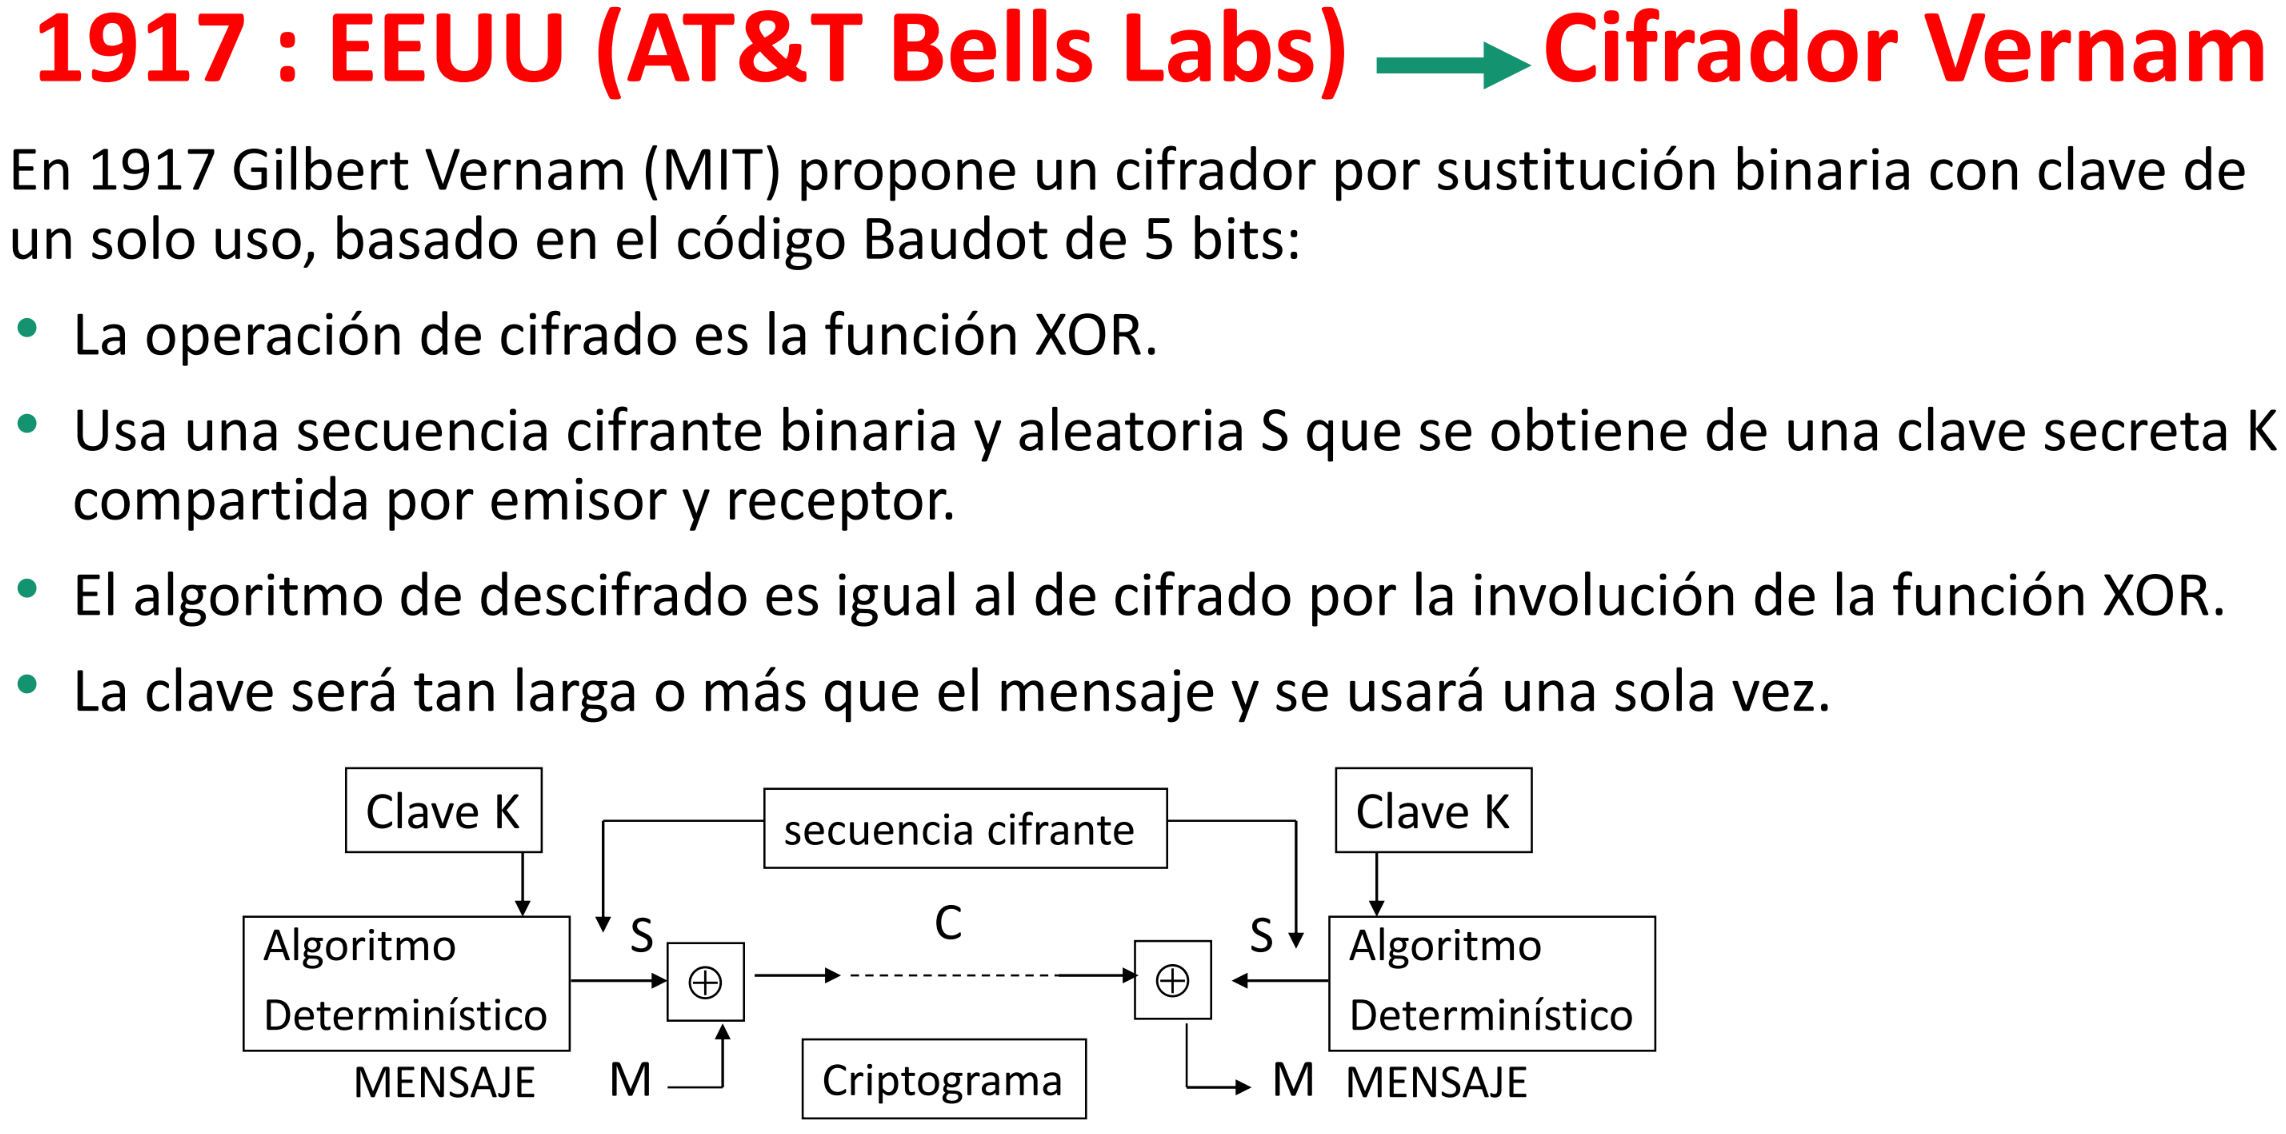 1917 : EEUU (AT&T Bells Labs) → Cifrador Vernam
En 1917 Gilbert Vernam (MIT) propone un cifrador por sustitución binaria con clave de
un solo uso, basado en el código Baudot de 5 bits:
• La operación de cifrado es la función XOR.
• Usa una secuencia cifrante binaria y aleatoria S que se obtiene de una clave secreta K
compartida por emisor y receptor.
• El algoritmo de descifrado es igual al de cifrado por la involución de la función XOR.
• La clave será tan larga o más que el mensaje y se usará una sola vez.
Clave K
secuencia cifrante
Clave K
Algoritmo
Determinístico
S
⊕
C
⊕
S
Algoritmo
Determinístico
MENSAJE
M
Criptograma
M
MENSAJE